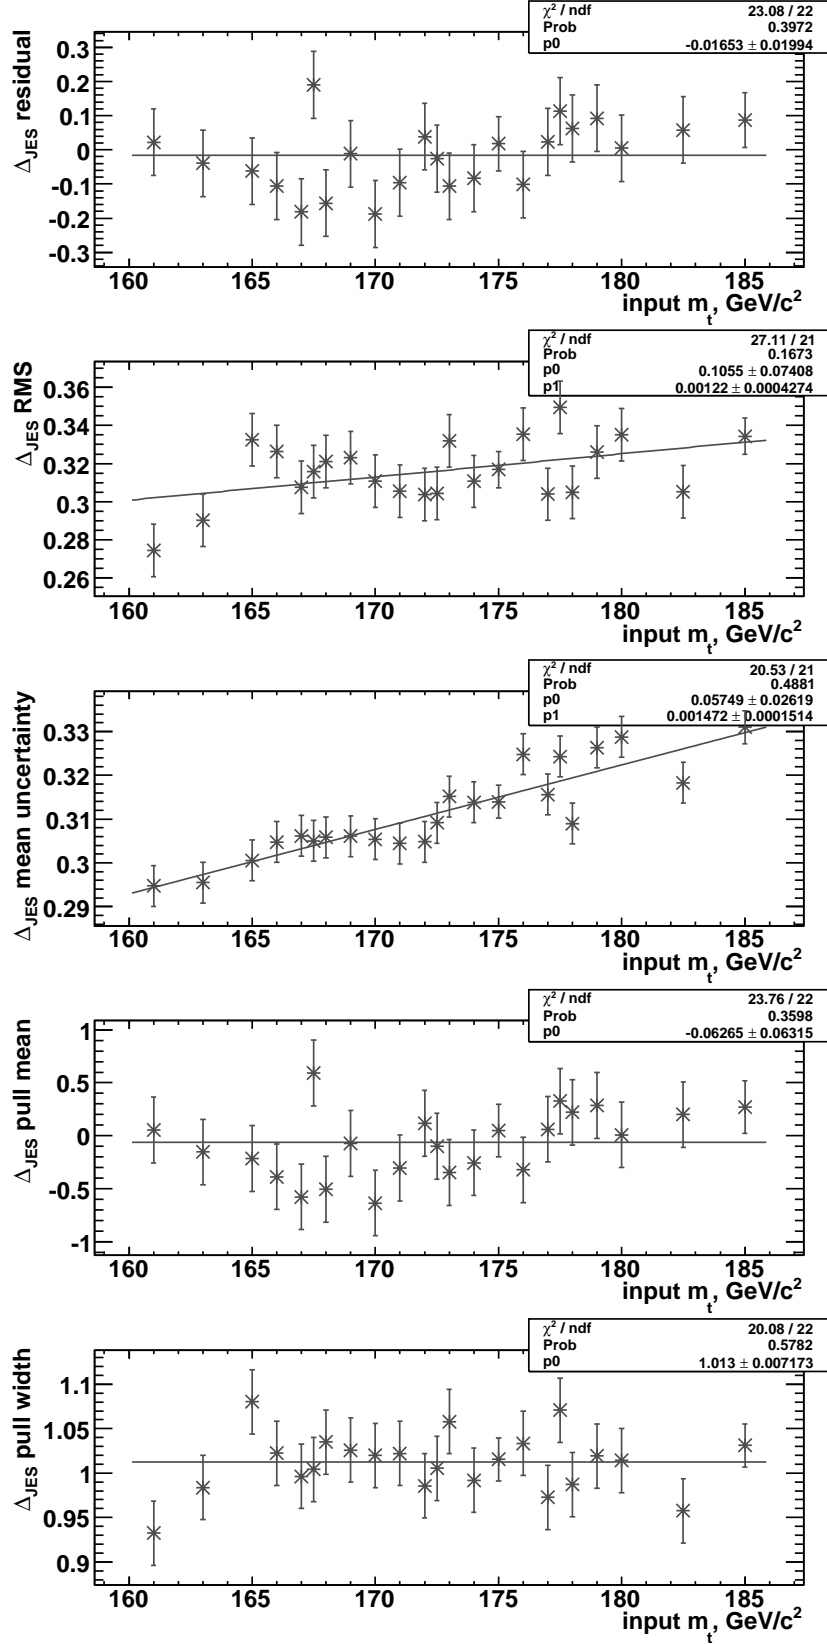 χ² / ndf 23.08 / 22
Prob 0.3972
p0 -0.01653 ± 0.01994
Δ_JES residual
0.3
0.2
0.1
0
-0.1
-0.2
-0.3
160 165 170 175 180 185
input m_t, GeV/c²
χ² / ndf 27.11 / 21
Prob 0.1673
p0 0.1055 ± 0.07408
p1 0.00122 ± 0.0004274
Δ_JES RMS
0.36
0.34
0.32
0.3
0.28
0.26
160 165 170 175 180 185
input m_t, GeV/c²
χ² / ndf 20.53 / 21
Prob 0.4881
p0 0.05749 ± 0.02619
p1 0.001472 ± 0.0001514
Δ_JES mean uncertainty
0.33
0.32
0.31
0.3
0.29
160 165 170 175 180 185
input m_t, GeV/c²
χ² / ndf 23.76 / 22
Prob 0.3598
p0 -0.06265 ± 0.06315
Δ_JES pull mean
1
0.5
0
-0.5
-1
160 165 170 175 180 185
input m_t, GeV/c²
χ² / ndf 20.08 / 22
Prob 0.5782
p0 1.013 ± 0.007173
Δ_JES pull width
1.1
1.05
1
0.95
0.9
160 165 170 175 180 185
input m_t, GeV/c²